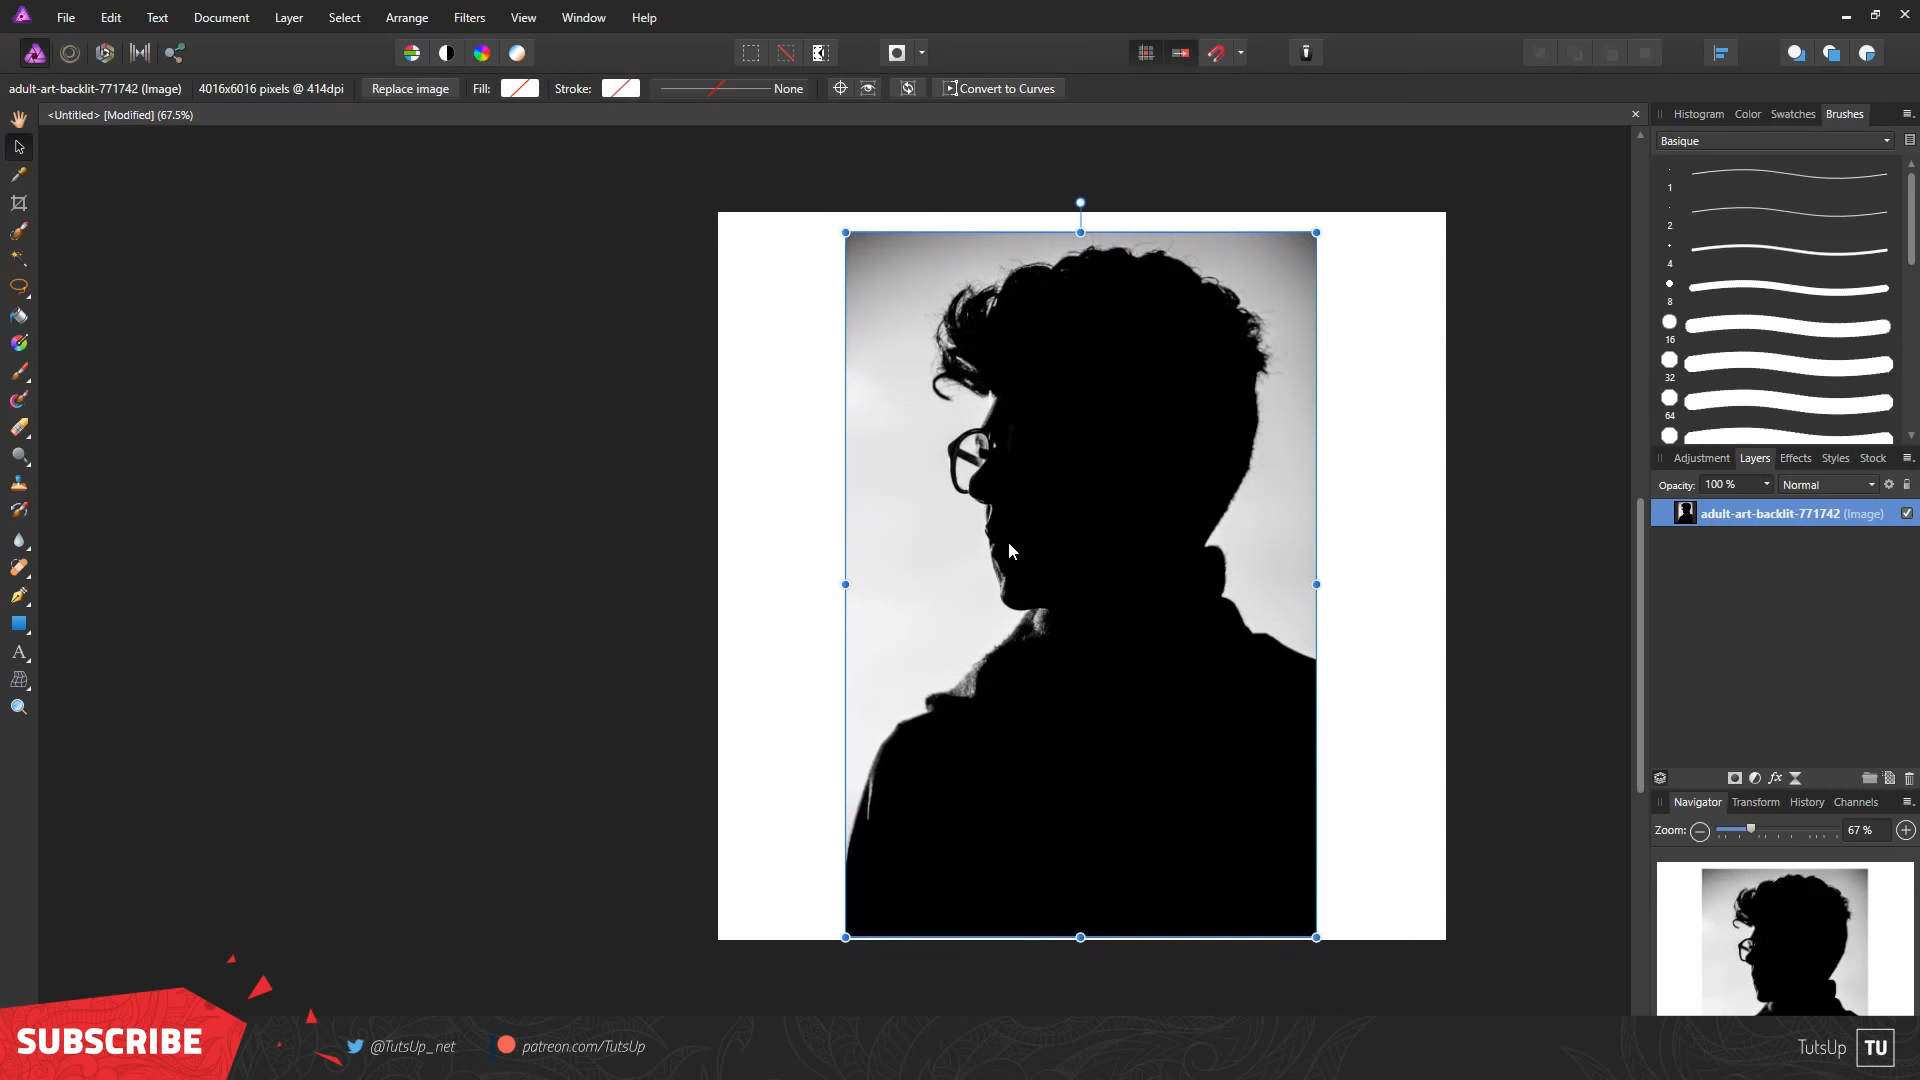 File Edit Text Document Layer Select Arrange Filters View Window Help
adult-art-backlit-771742 (Image) 4016x6016 pixels @ 414dpi Replace image Fill: Stroke: None Convert to Curves
<Untitled> [Modified] (67.5%)
Histogram Color Swatches Brushes
Basique
1
2
4
8
16
32
64
Adjustment Layers Effects Styles Stock
Opacity: 100 % Normal
adult-art-backlit-771742 (Image)
fx
Navigator Transform History Channels
Zoom: 67 %
A
SUBSCRIBE
@TutsUp_net
patreon.com/TutsUp
TutsUp TU